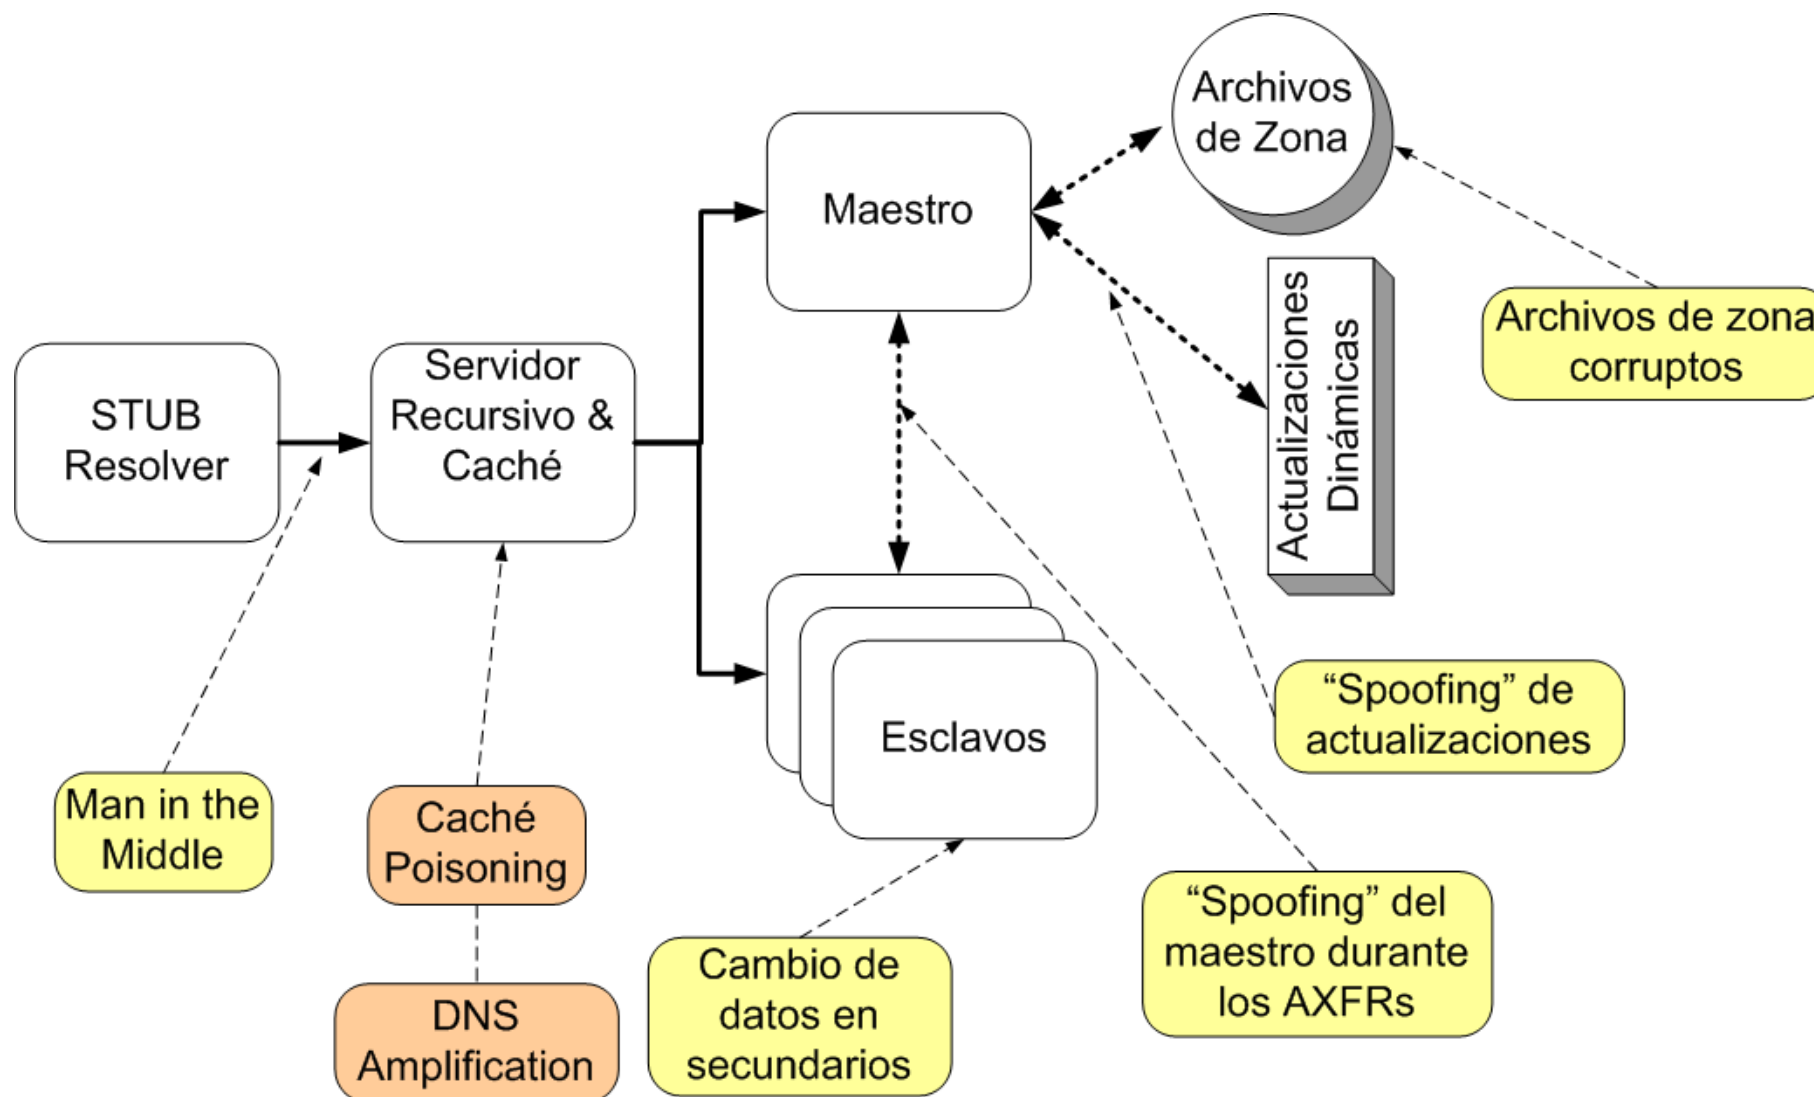 Archivos
de Zona
Maestro
Actualizaciones
Dinámicas
Archivos de zona
corruptos
STUB
Resolver
Servidor
Recursivo &
Caché
"Spoofing" de
actualizaciones
Esclavos
Man in the
Middle
Caché
Poisoning
"Spoofing" del
maestro durante
los AXFRs
Cambio de
datos en
secundarios
DNS
Amplification